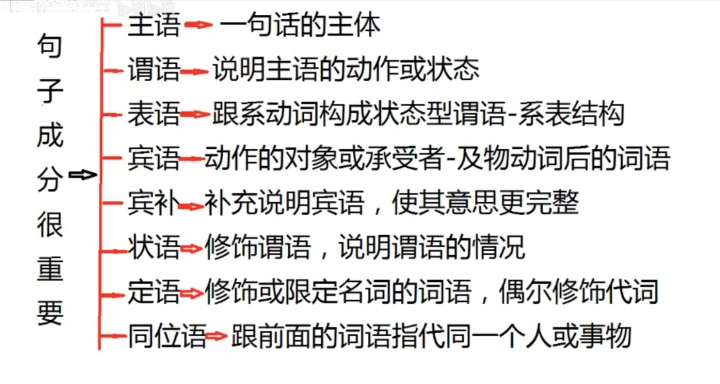 句子成分很重要
主语 一句话的主体
谓语 说明主语的动作或状态
表语 跟系动词构成状态型谓语-系表结构
宾语 动作的对象或承受者-及物动词后的词语
宾补 补充说明宾语，使其意思更完整
状语 修饰谓语，说明谓语的情况
定语 修饰或限定名词的词语，偶尔修饰代词
同位语 跟前面的词语指代同一个人或事物